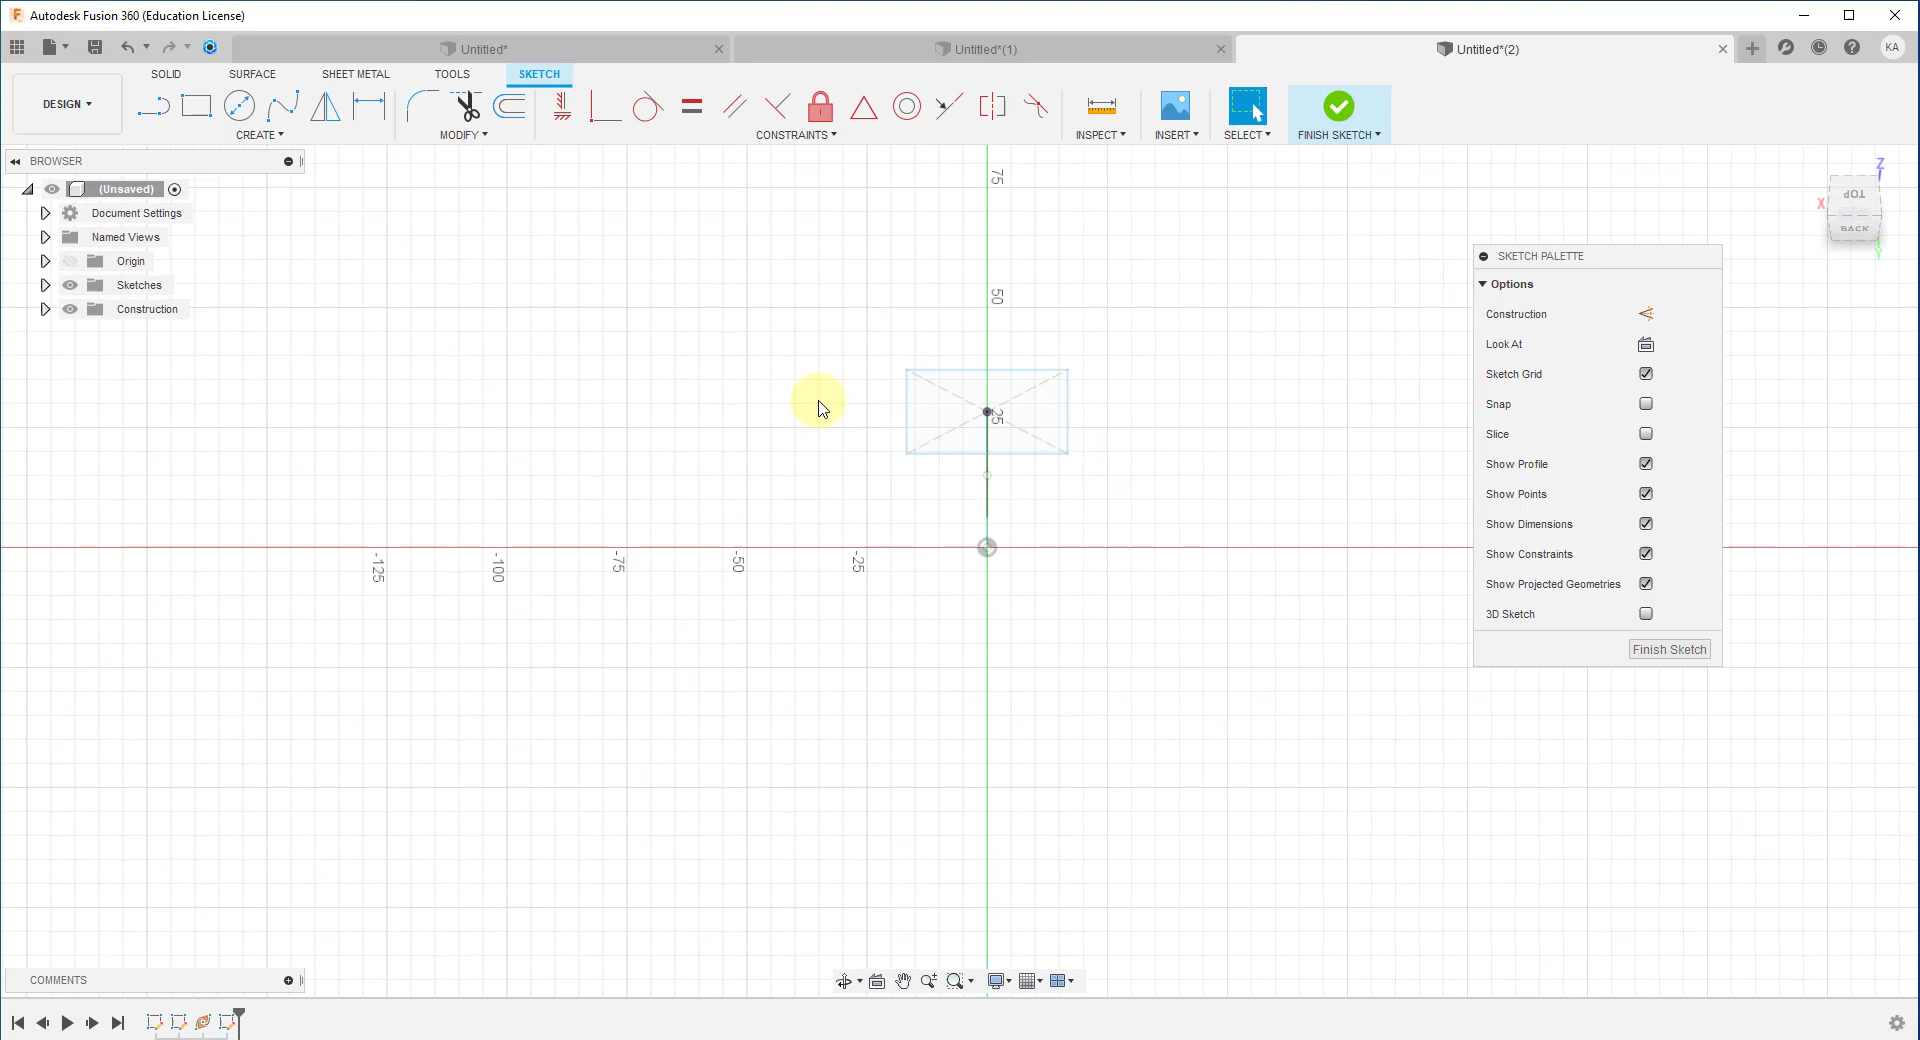 Autodesk Fusion 360 (Education License)
Untitled*
Untitled*(1)
Untitled*(2)
KA
SOLID
SURFACE
SHEET METAL
TOOLS
SKETCH
DESIGN
CREATE
MODIFY
CONSTRAINTS
INSPECT
INSERT
SELECT
FINISH SKETCH
BROWSER
(Unsaved)
Document Settings
Named Views
Origin
Sketches
Construction
75
50
25
-125
-100
-75
-50
-25
Z
TOP
X
BACK
Y
SKETCH PALETTE
Options
Construction
Look At
Sketch Grid
Snap
Slice
Show Profile
Show Points
Show Dimensions
Show Constraints
Show Projected Geometries
3D Sketch
Finish Sketch
COMMENTS